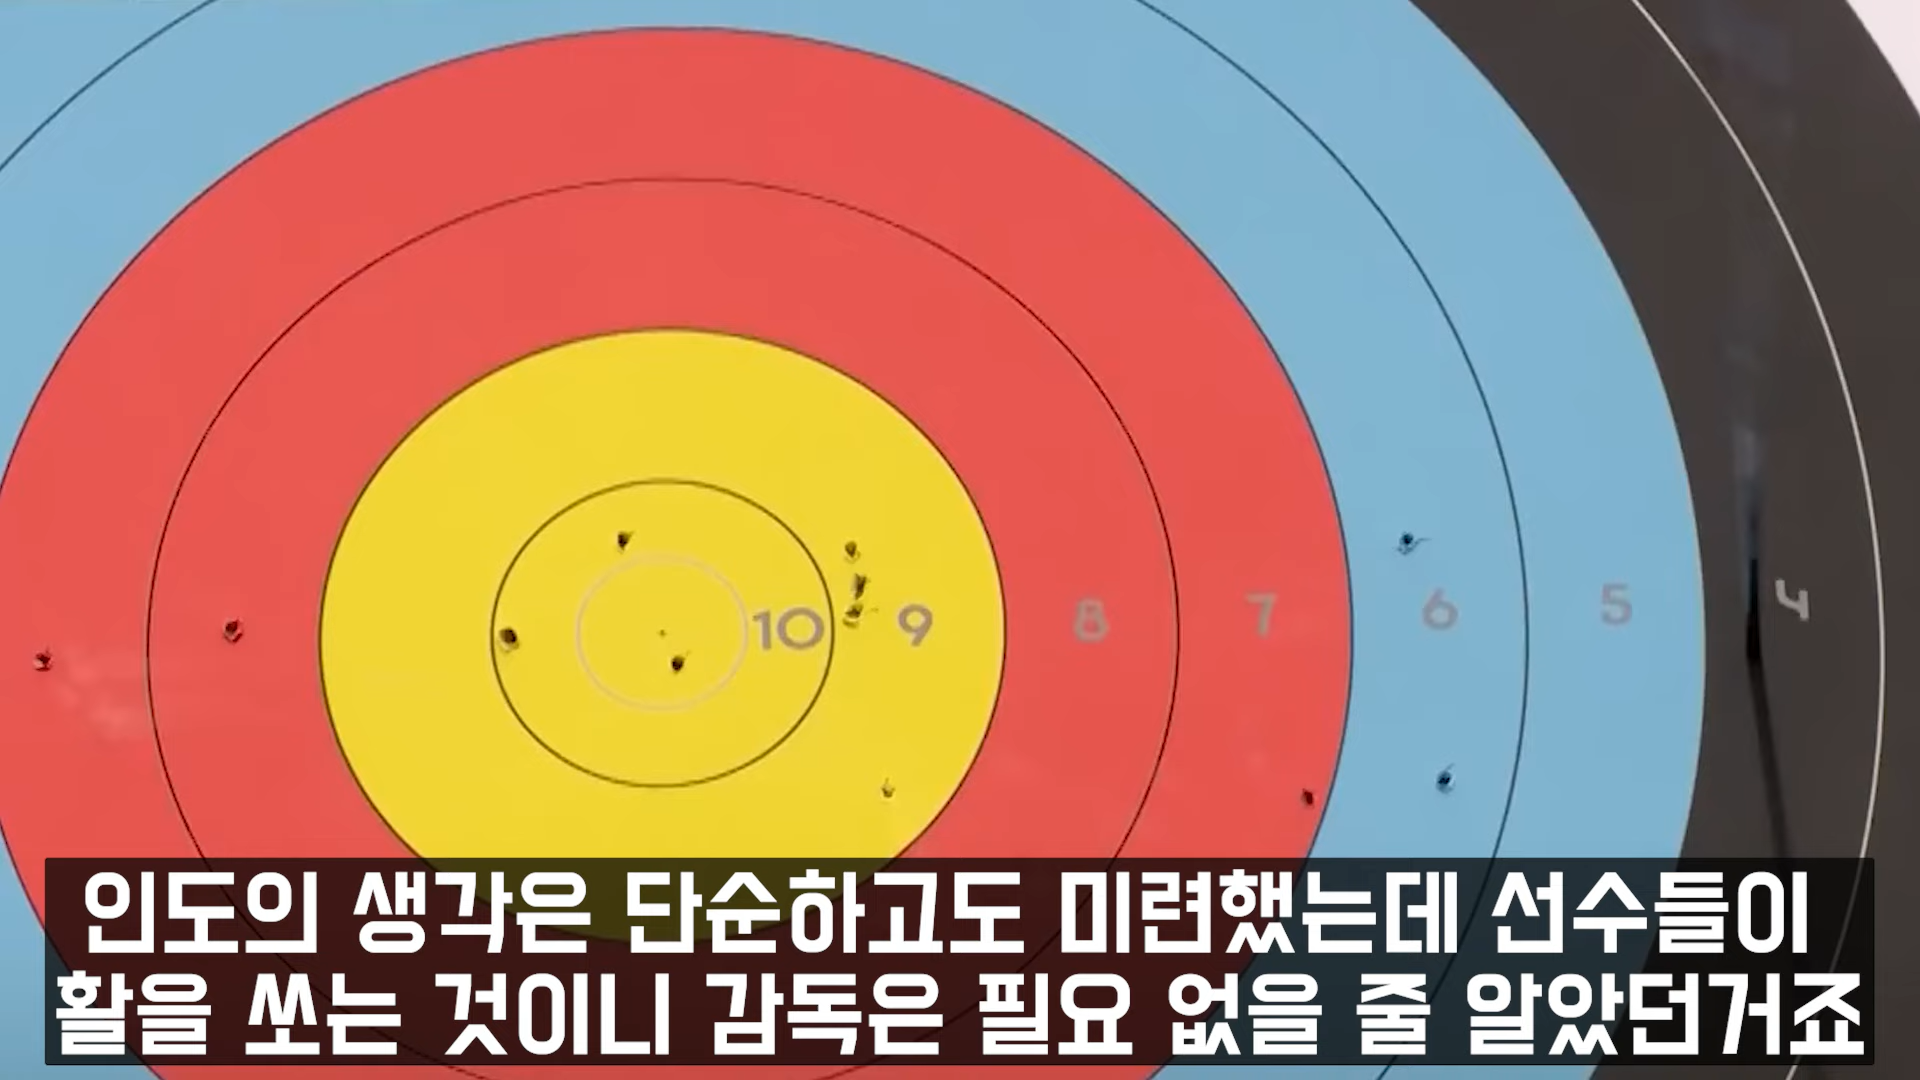 10 9 8 7 6 5 4
인도의 생각은 단순하고도 미련했는데 선수들이
활을 쏘는 것이니 감독은 필요 없을 줄 알았던거죠